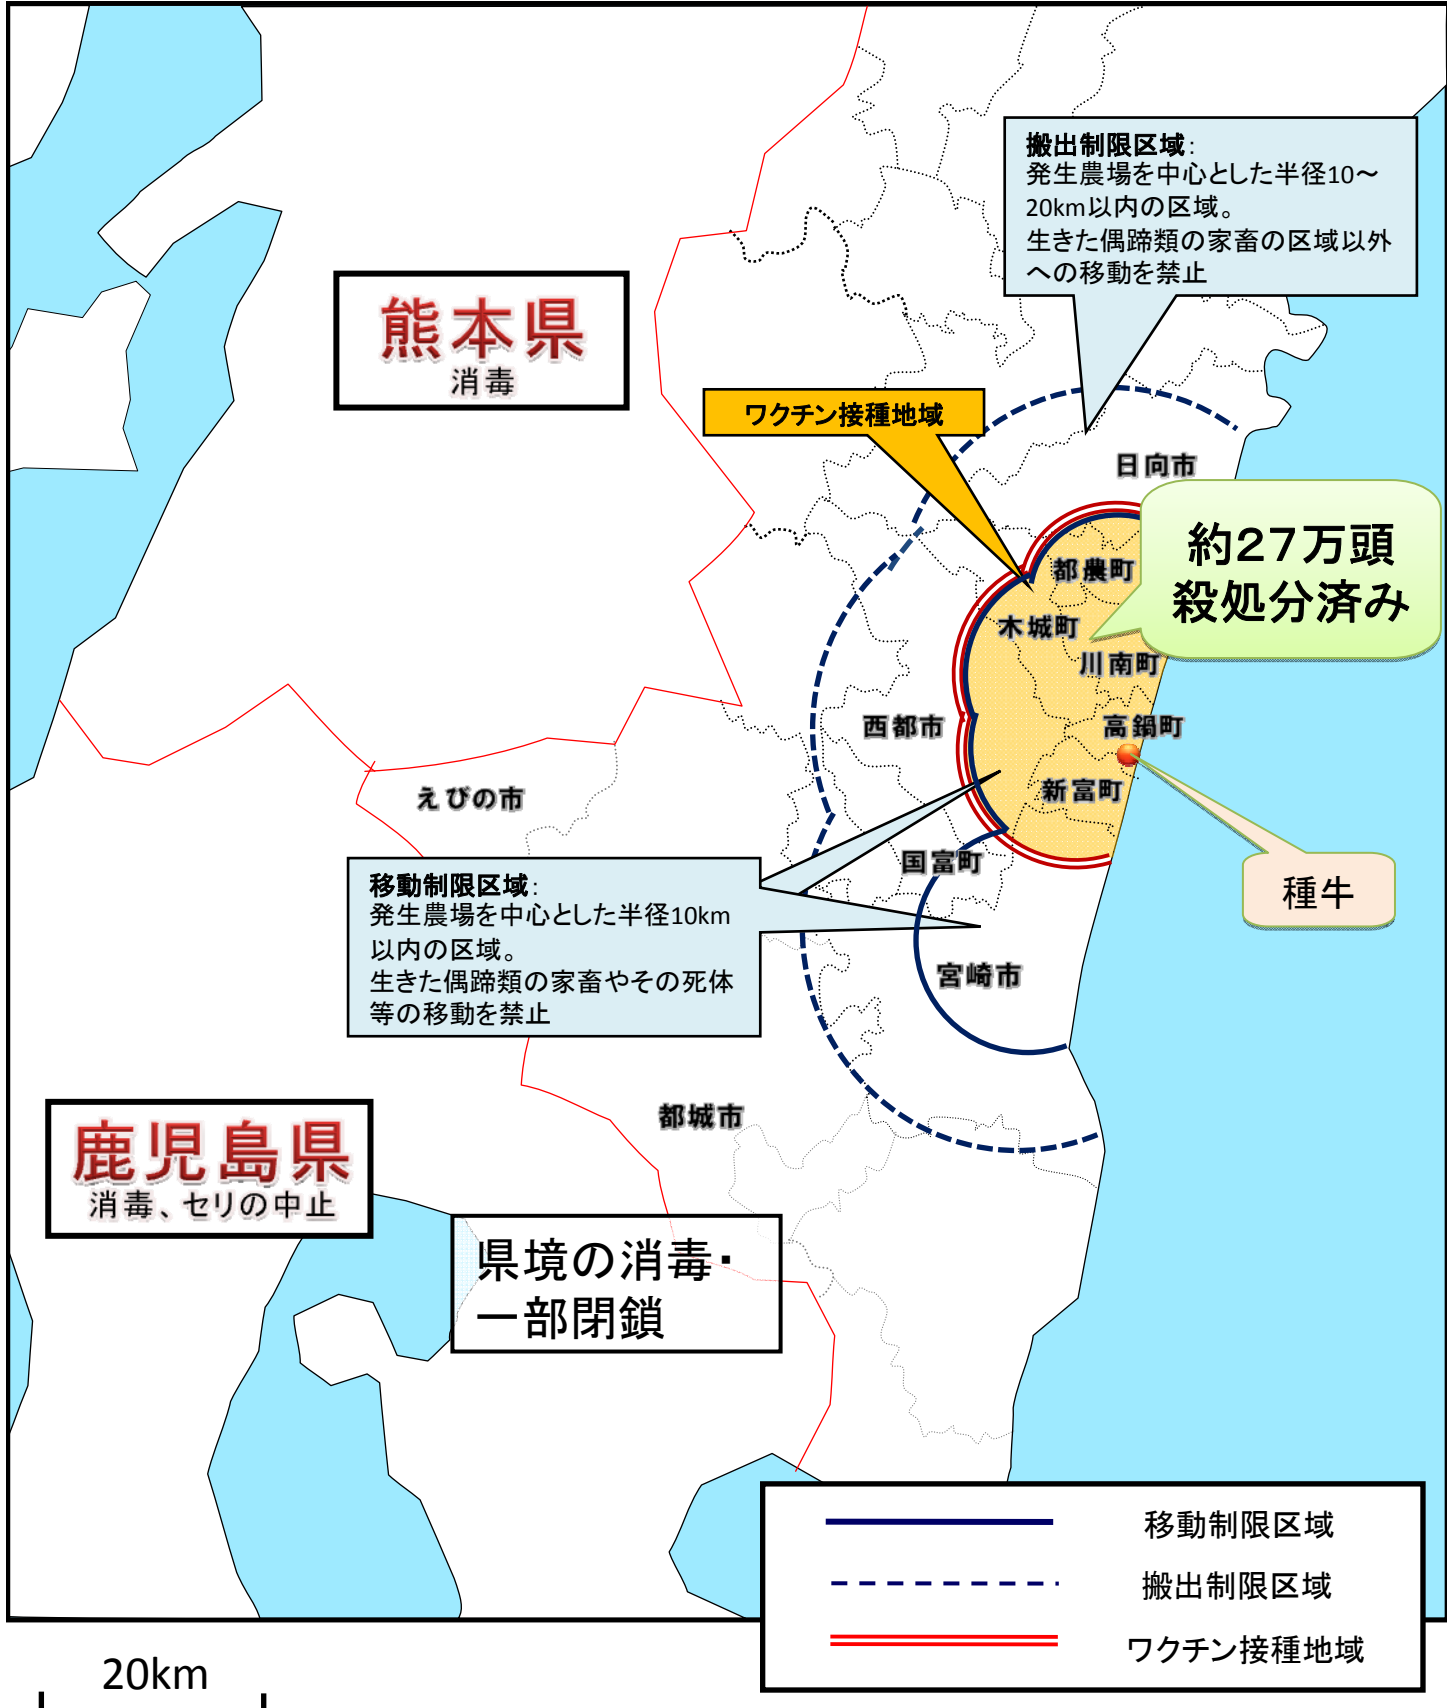 搬出制限区域:
発生農場を中心とした半径10～
20km以内の区域。
生きた偶蹄類の家畜の区域以外
への移動を禁止
熊本県
消毒
ワクチン接種地域
日向市
約27万頭
殺処分済み
都農町
木城町
川南町
西都市
高鍋町
新富町
えびの市
国富町
種牛
移動制限区域:
発生農場を中心とした半径10km
以内の区域。
生きた偶蹄類の家畜やその死体
等の移動を禁止
宮崎市
都城市
鹿児島県
消毒、セリの中止
県境の消毒・
一部閉鎖
移動制限区域
搬出制限区域
ワクチン接種地域
20km